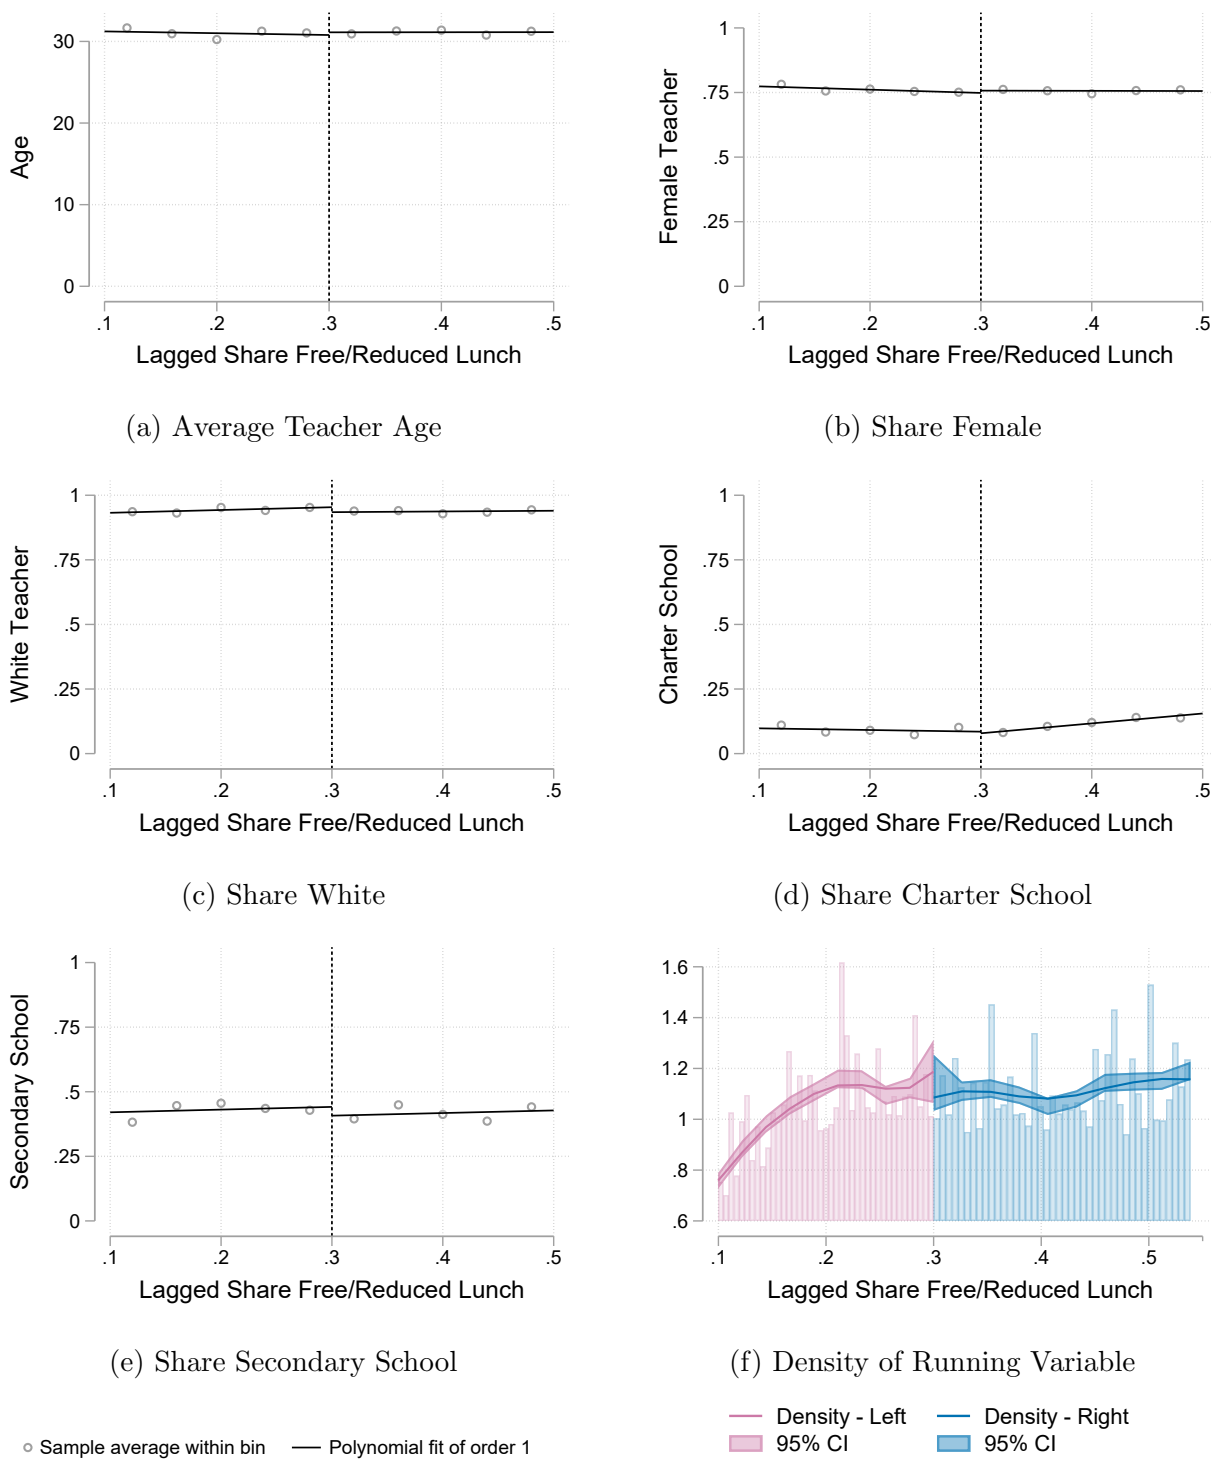 Age
30
20
10
0
.1 .2 .3 .4 .5
Lagged Share Free/Reduced Lunch
(a) Average Teacher Age
Female Teacher
1
.75
.5
.25
0
.1 .2 .3 .4 .5
Lagged Share Free/Reduced Lunch
(b) Share Female
White Teacher
1
.75
.5
.25
0
.1 .2 .3 .4 .5
Lagged Share Free/Reduced Lunch
(c) Share White
Charter School
1
.75
.5
.25
0
.1 .2 .3 .4 .5
Lagged Share Free/Reduced Lunch
(d) Share Charter School
Secondary School
1
.75
.5
.25
0
.1 .2 .3 .4 .5
Lagged Share Free/Reduced Lunch
(e) Share Secondary School
1.6
1.4
1.2
1
.8
.6
.1 .2 .3 .4 .5
Lagged Share Free/Reduced Lunch
(f) Density of Running Variable
Sample average within bin Polynomial fit of order 1
Density - Left Density - Right
95% CI 95% CI